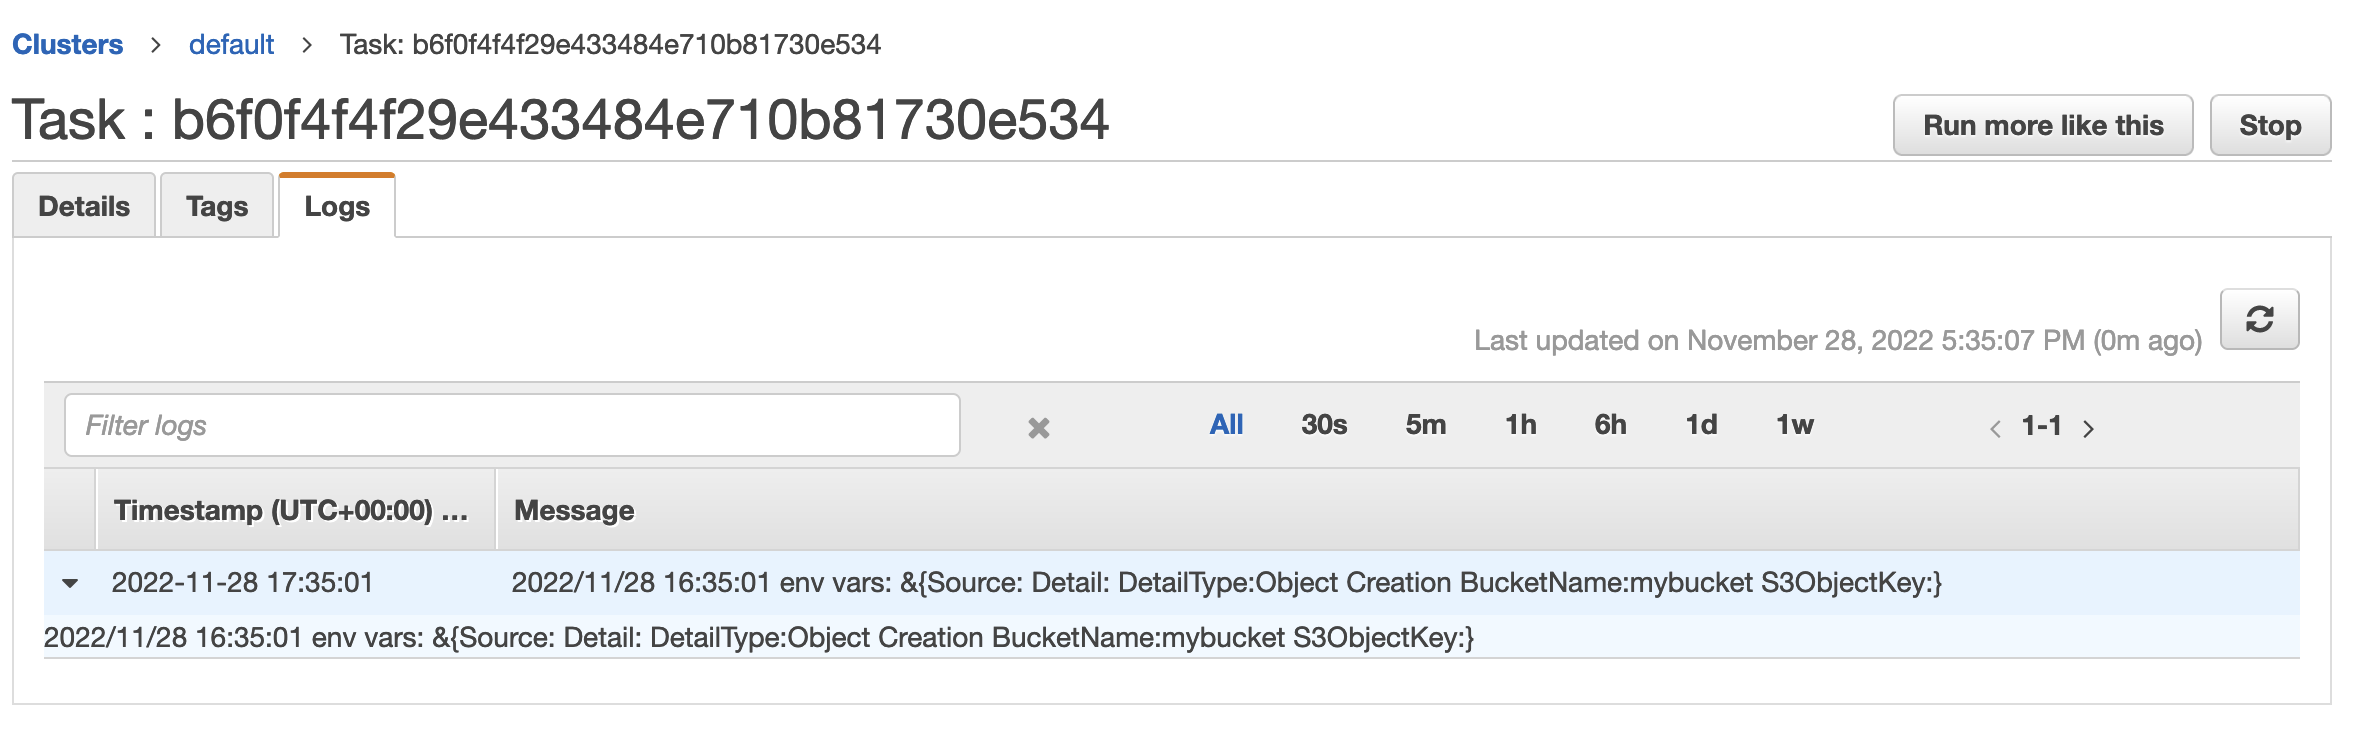 Clusters > default > Task: b6f0f4f4f29e433484e710b81730e534
Task : b6f0f4f4f29e433484e710b81730e534
Run more like this
Stop
Details
Tags
Logs
Last updated on November 28, 2022 5:35:07 PM (0m ago)
Filter logs
All 30s 5m 1h 6h 1d 1w
< 1-1 >
Timestamp (UTC+00:00) ... Message
2022-11-28 17:35:01 2022/11/28 16:35:01 env vars: &{Source: Detail: DetailType:Object Creation BucketName:mybucket S3ObjectKey:}
2022/11/28 16:35:01 env vars: &{Source: Detail: DetailType:Object Creation BucketName:mybucket S3ObjectKey:}